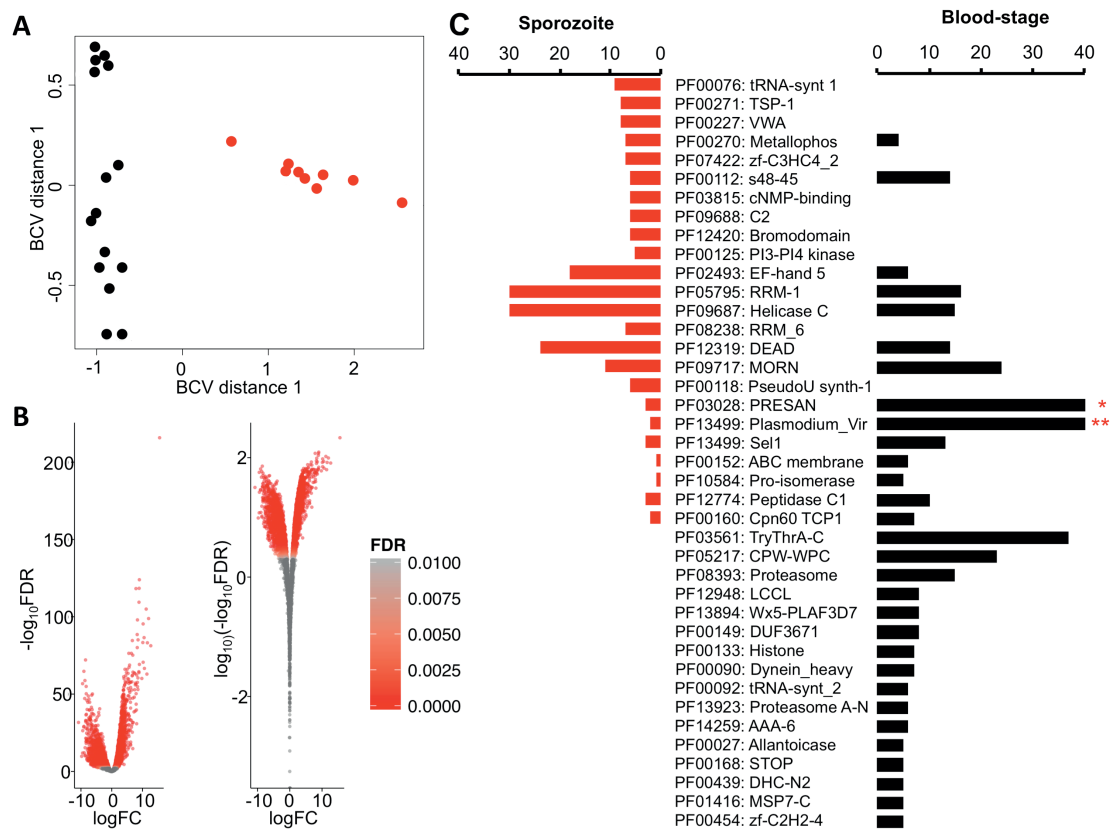 A
0.5
0
-0.5
BCV distance 1
-1
0
1
2
BCV distance 1
B
200
150
100
50
0
-log10FDR
-10 0 10
logFC
2
0
-2
log10)(-log10FDR)
-10 0 10
logFC
FDR
0.0100
0.0075
0.0050
0.0025
0.0000
C
Sporozoite
Blood-stage
40 30 20 10 0
0 10 20 30 40
PF00076: tRNA-synt 1
PF00271: TSP-1
PF00227: VWA
PF00270: Metallophos
PF07422: zf-C3HC4_2
PF00112: s48-45
PF03815: cNMP-binding
PF09688: C2
PF12420: Bromodomain
PF00125: PI3-PI4 kinase
PF02493: EF-hand 5
PF05795: RRM-1
PF09687: Helicase C
PF08238: RRM_6
PF12319: DEAD
PF09717: MORN
PF00118: PseudoU synth-1
PF03028: PRESAN *
PF13499: Plasmodium_Vir **
PF13499: Sel1
PF00152: ABC membrane
PF10584: Pro-isomerase
PF12774: Peptidase C1
PF00160: Cpn60 TCP1
PF03561: TryThrA-C
PF05217: CPW-WPC
PF08393: Proteasome
PF12948: LCCL
PF13894: Wx5-PLAF3D7
PF00149: DUF3671
PF00133: Histone
PF00090: Dynein_heavy
PF00092: tRNA-synt_2
PF13923: Proteasome A-N
PF14259: AAA-6
PF00027: Allantoicase
PF00168: STOP
PF00439: DHC-N2
PF01416: MSP7-C
PF00454: zf-C2H2-4